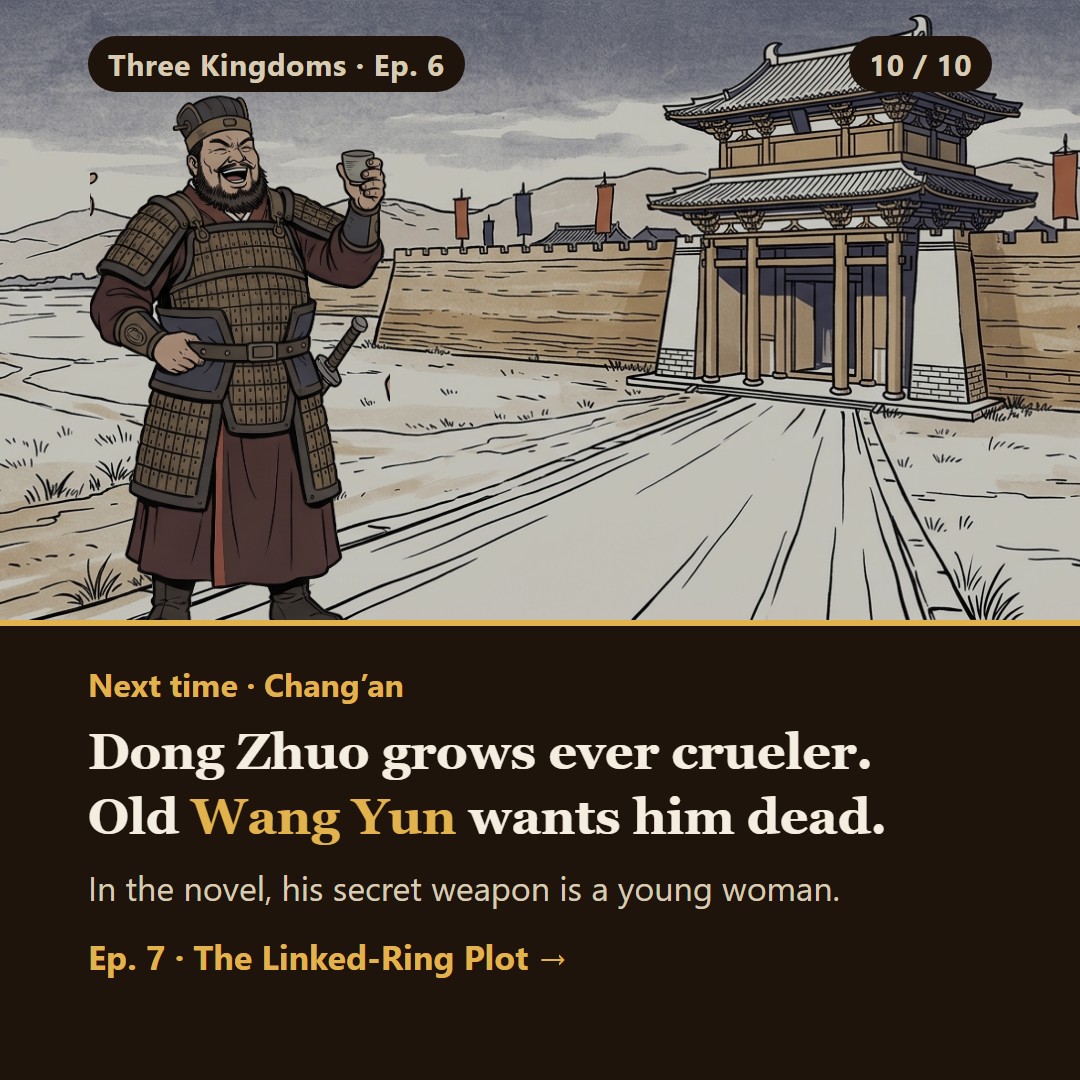 Three Kingdoms · Ep. 6
10 / 10
Next time · Chang’an
Dong Zhuo grows ever crueler.
Old Wang Yun wants him dead.
In the novel, his secret weapon is a young woman.
Ep. 7 · The Linked-Ring Plot →